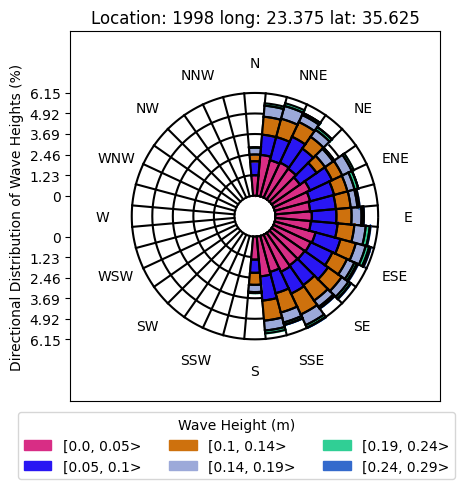 Location: 1998 long: 23.375 lat: 35.625
N
NNW
NNE
NW
NE
WNW
ENE
W
E
WSW
ESE
SW
SE
SSW
SSE
S
Directional Distribution of Wave Heights (%)
6.15
4.92
3.69
2.46
1.23
0
0
1.23
2.46
3.69
4.92
6.15
Wave Height (m)
[0.0, 0.05>
[0.05, 0.1>
[0.1, 0.14>
[0.14, 0.19>
[0.19, 0.24>
[0.24, 0.29>